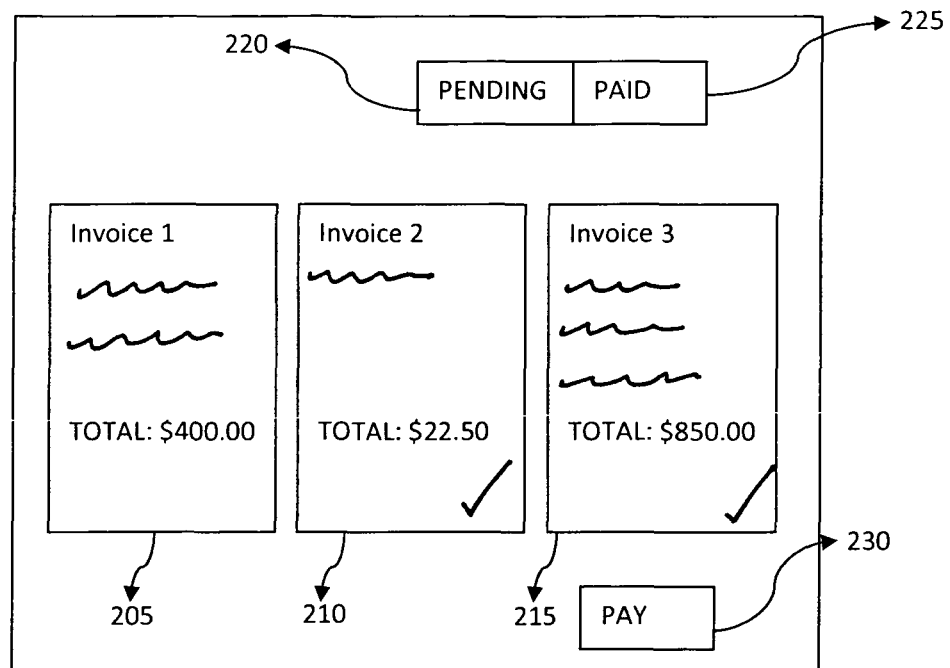 225
220
PENDING PAID
Invoice 1 Invoice 2 Invoice 3
TOTAL: $400.00 TOTAL: $22.50 TOTAL: $850.00
230
205 210 215 PAY